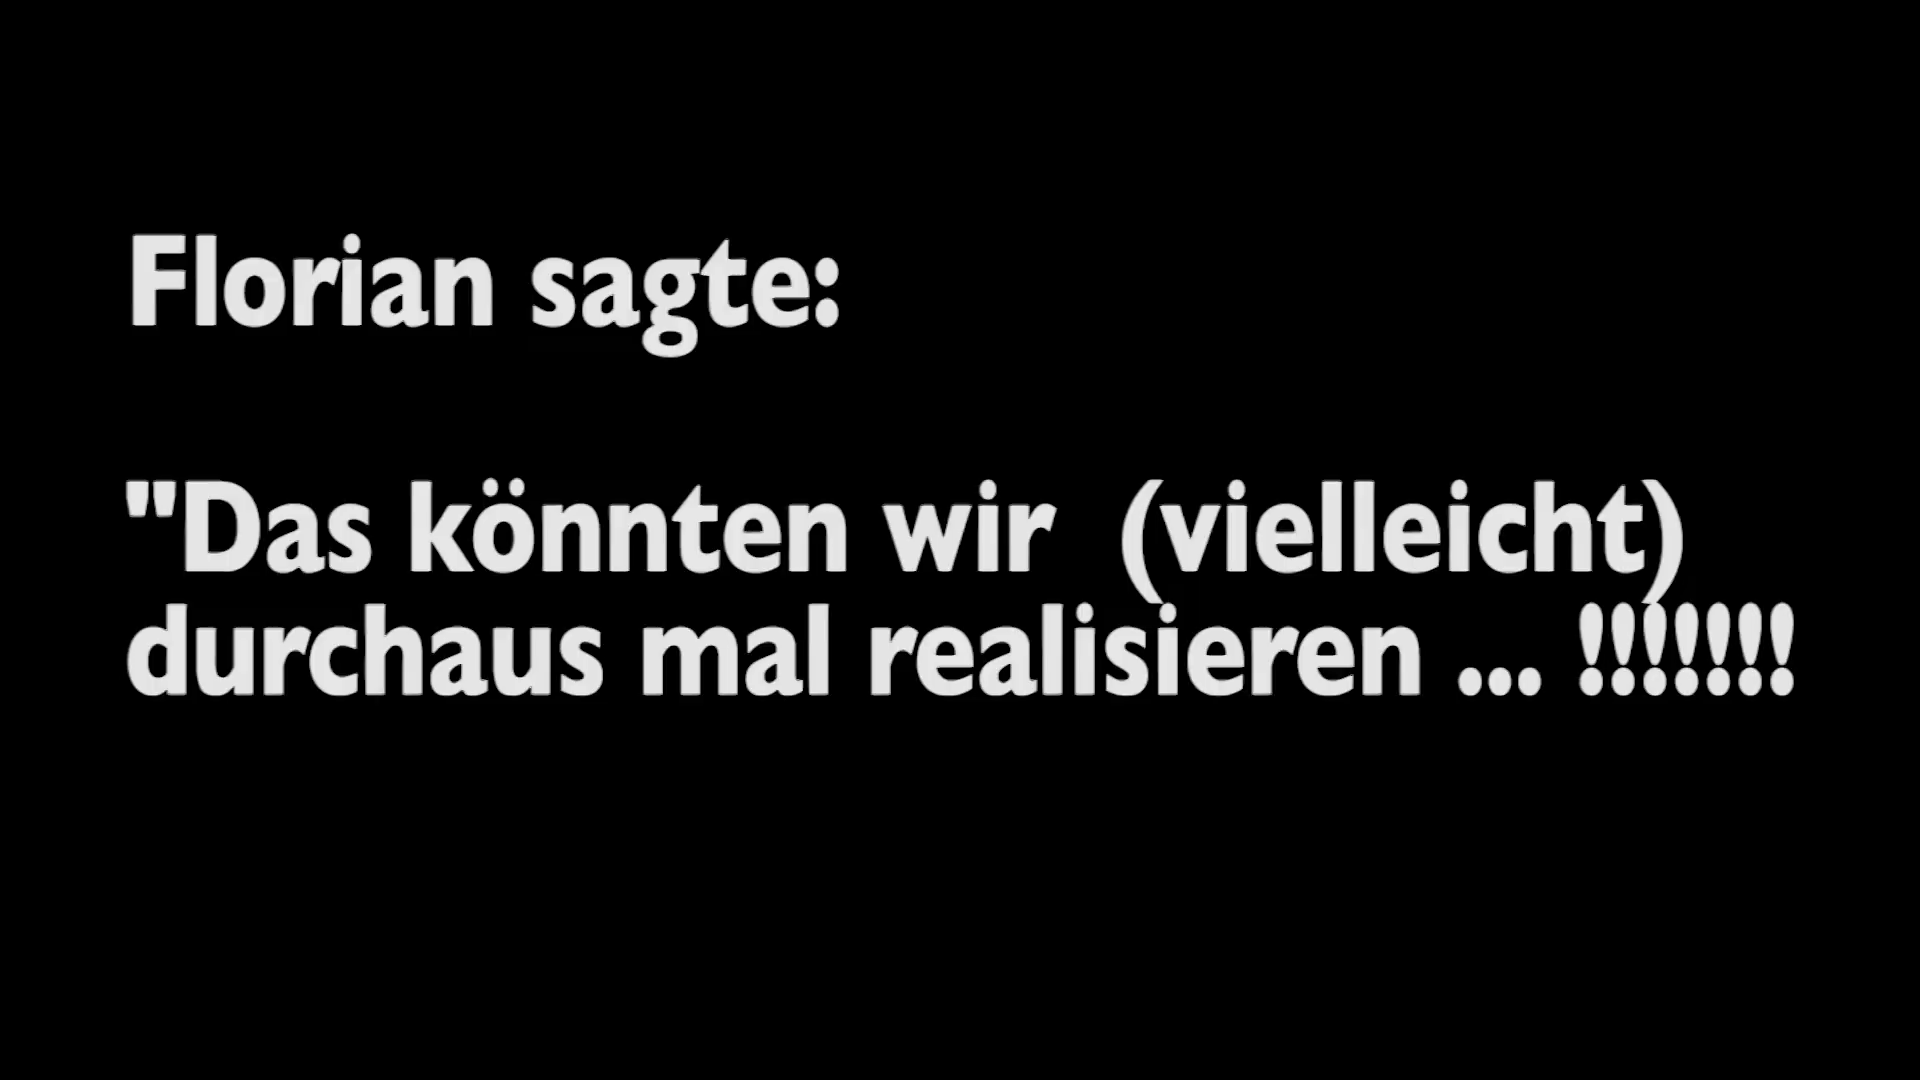 Florian sagte:
"Das könnten wir  (vielleicht)
durchaus mal realisieren ... !!!!!!!